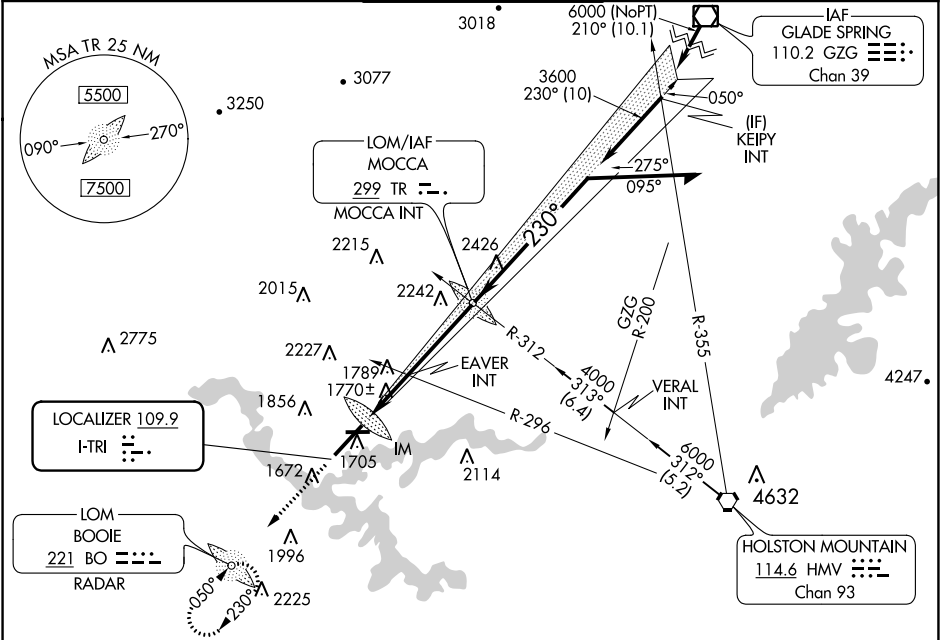 MSA TR 25 NM
5500
090°
270°
7500
3018
3077
3250
6000 (NoPT)
210° (10.1)
IAF
GLADE SPRING
110.2 GZG
Chan 39
3600
230° (10)
050°
(IF)
KEIPY
INT
275°
095°
LOM/IAF
MOCCA
299 TR
MOCCA INT
230°
2215
2426
2015
2242
2775
R-312
GZG
R-200
R-355
2227
1789
1770±
EAVER
INT
4000
313°
(6.4)
VERAL
INT
4247
1856
R-296
LOCALIZER 109.9
I-TRI
IM
1705
1672
2114
6000
312°
(5.2)
4632
LOM
BOOIE
221 BO
RADAR
1996
050°
230°
2225
HOLSTON MOUNTAIN
114.6 HMV
Chan 93